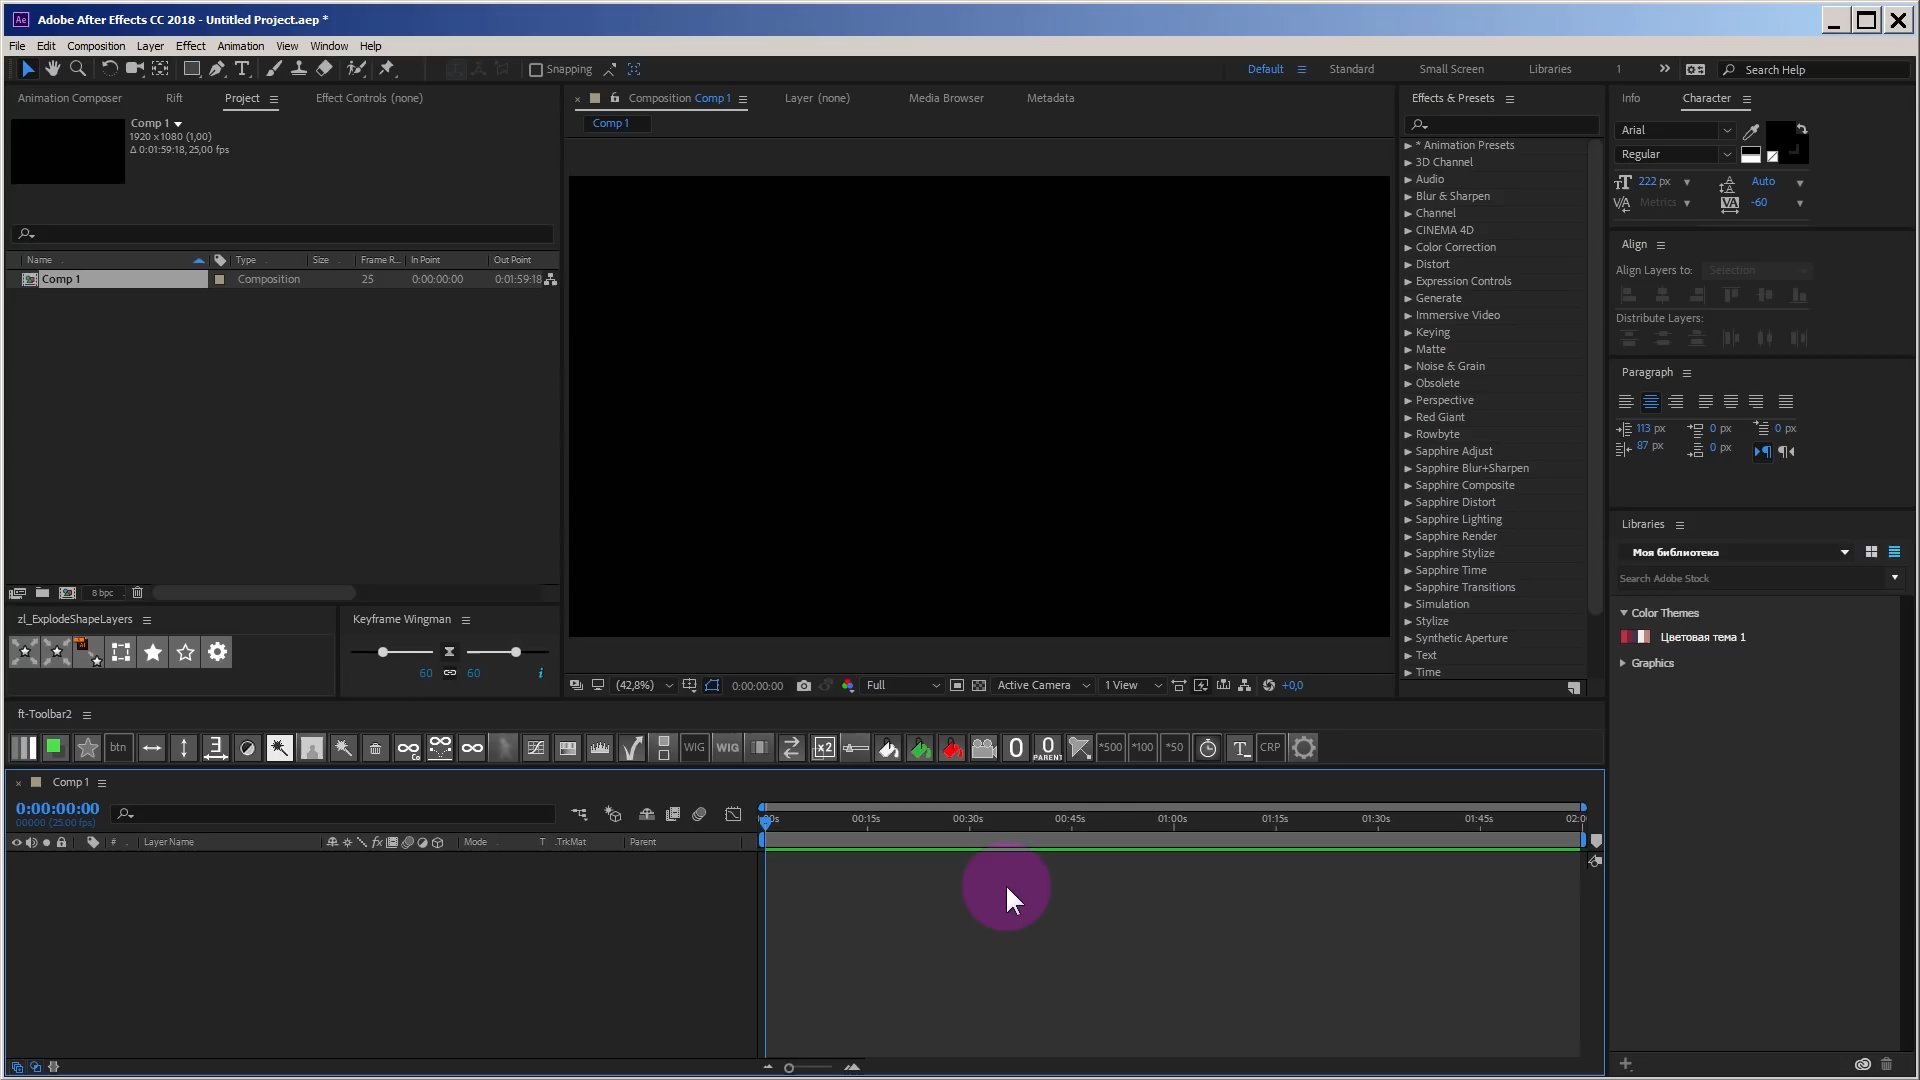 Adobe After Effects CC 2018 - Untitled Project.aep *
File Edit Composition Layer Effect Animation View Window Help
Snapping
Default Standard Small Screen Libraries 1 Search Help
Animation Composer Rift Project Effect Controls (none)
Comp 1
1920 x1080 (1,00)
Δ 0:01:59:18, 25,00 fps
Name Type Size Frame R... In Point Out Point
Comp 1 Composition 25 0:00:00:00 0:01:59:18
8 bpc
zl_ExplodeShapeLayers
Keyframe Wingman
60 60
Composition Comp 1 Layer (none) Media Browser Metadata
Comp 1
(42,8%) 0:00:00:00 Full Active Camera 1 View +0,0
Effects & Presets
* Animation Presets
3D Channel
Audio
Blur & Sharpen
Channel
CINEMA 4D
Color Correction
Distort
Expression Controls
Generate
Immersive Video
Keying
Matte
Noise & Grain
Obsolete
Perspective
Red Giant
Rowbyte
Sapphire Adjust
Sapphire Blur+Sharpen
Sapphire Composite
Sapphire Distort
Sapphire Lighting
Sapphire Render
Sapphire Stylize
Sapphire Time
Sapphire Transitions
Simulation
Stylize
Synthetic Aperture
Text
Time
Info Character
Arial
Regular
222 px Auto
Metrics -60
Align
Align Layers to: Selection
Distribute Layers:
Paragraph
113 px 0 px 0 px
87 px 0 px
Libraries
Моя библиотека
Search Adobe Stock
Color Themes
Цветовая тема 1
Graphics
ft-Toolbar2
btn 3 Co WIG WIG x2 0 0 PARENT *500 *100 *50 T_ CRP
Comp 1
0:00:00:00
00000 (25.00 fps)
# Layer Name Mode T .TrkMat Parent
00s 00:15s 00:30s 00:45s 01:00s 01:15s 01:30s 01:45s 02:0